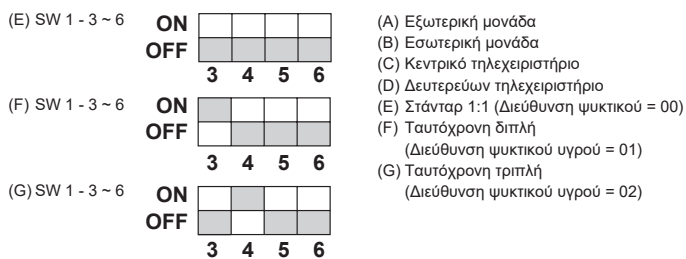 (E) SW 1 - 3 ~ 6
ON
OFF
3 4 5 6
(F) SW 1 - 3 ~ 6
ON
OFF
3 4 5 6
(G) SW 1 - 3 ~ 6
ON
OFF
3 4 5 6
(A) Εξωτερική μονάδα
(B) Εσωτερική μονάδα
(C) Κεντρικό τηλεχειριστήριο
(D) Δευτερεύων τηλεχειριστήριο
(E) Στάνταρ 1:1 (Διεύθυνση ψυκτικού = 00)
(F) Ταυτόχρονη διπλή
(Διεύθυνση ψυκτικού υγρού = 01)
(G) Ταυτόχρονη τριπλή
(Διεύθυνση ψυκτικού υγρού = 02)